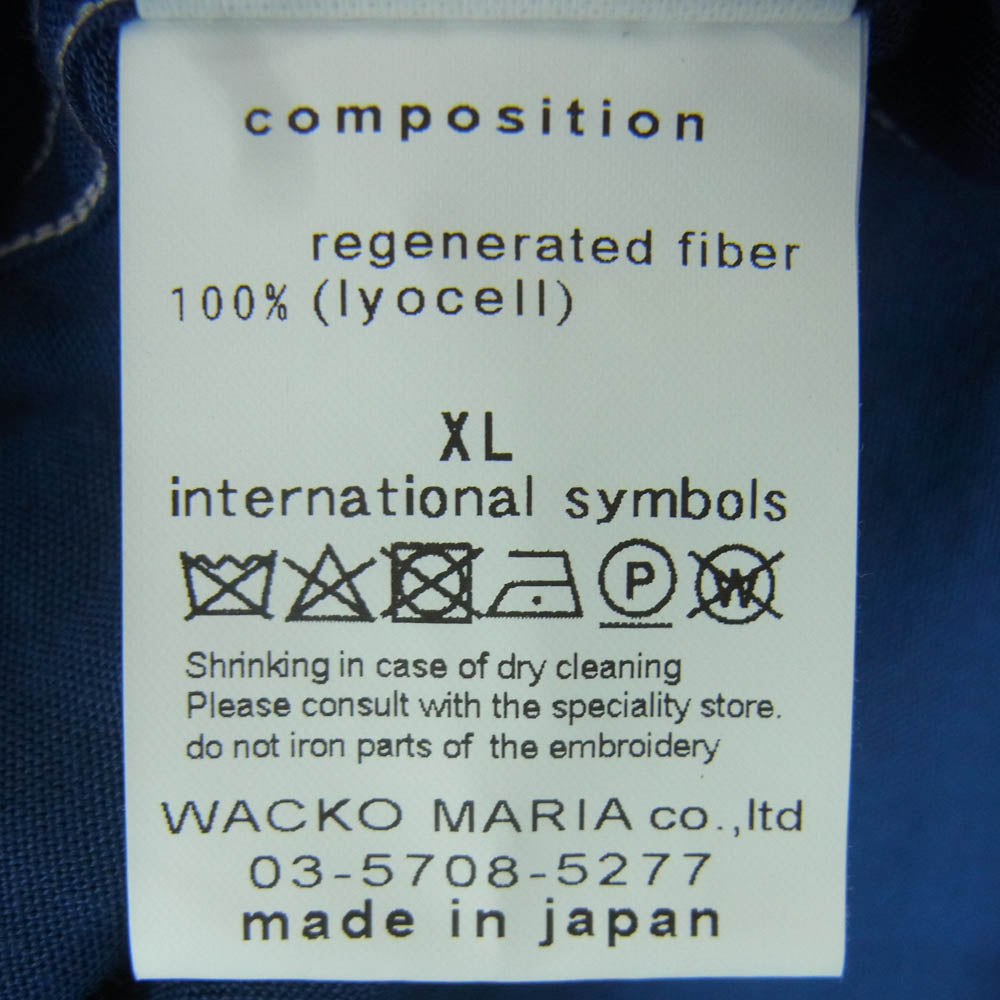 composition
regenerated fiber
100% (lyocell)
XL
international symbols
P W
Shrinking in case of dry cleaning
Please consult with the speciality store.
do not iron parts of the embroidery
WACKO MARIA co.,ltd
03-5708-5277
made in japan